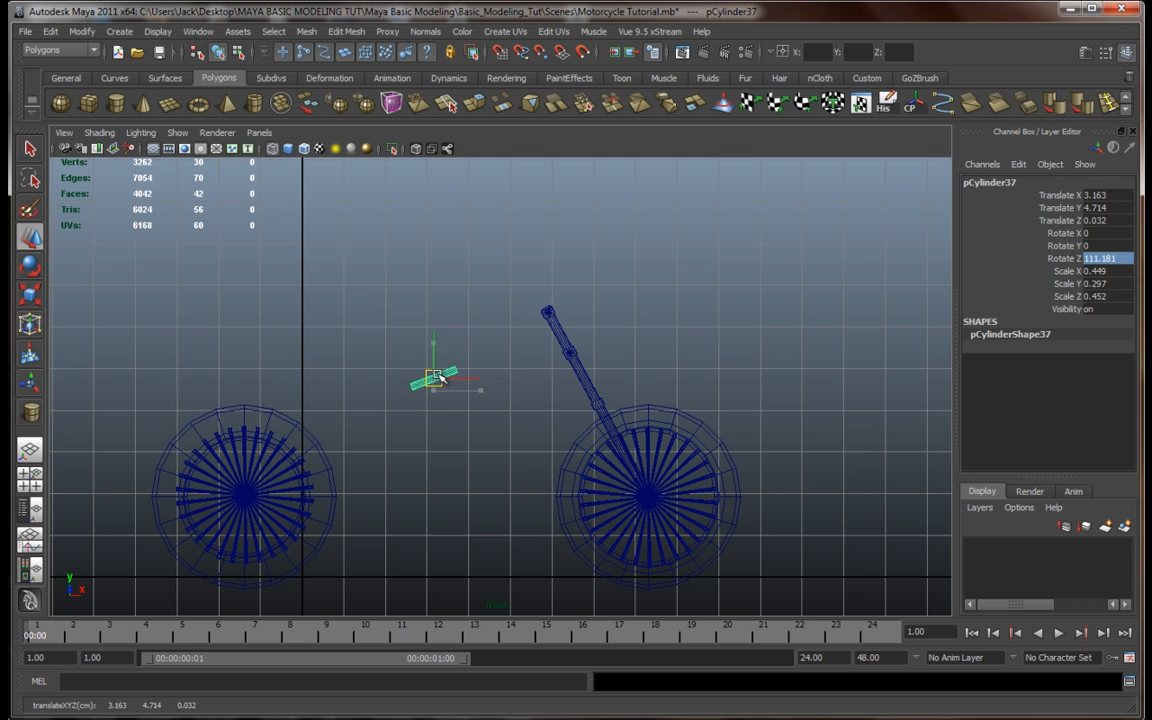 Autodesk Maya 2011 x64: C:\Users\Jack\Desktop\MAYA BASIC MODELING TUT\Maya Basic Modeling\Basic_Modeling_Tut\Scenes\Motorcycle Tutorial.mb* --- pCylinder37
File Edit Modify Create Display Window Assets Select Mesh Edit Mesh Proxy Normals Color Create UVs Edit UVs Muscle Vue 9.5 xStream Help
Polygons X: Y: Z:
General Curves Surfaces Polygons Subdivs Deformation Animation Dynamics Rendering PaintEffects Toon Muscle Fluids Fur Hair nCloth Custom GoZBrush
His CP
View Shading Lighting Show Renderer Panels
Channel Box / Layer Editor
Channels Edit Object Show
pCylinder37
Translate X 3.163
Translate Y 4.714
Translate Z 0.032
Rotate X 0
Rotate Y 0
Rotate Z 111.181
Scale X 0.449
Scale Y 0.297
Scale Z 0.452
Visibility on
SHAPES
pCylinderShape37
Verts: 3262 30 0
Edges: 7054 70 0
Faces: 4042 42 0
Tris: 6024 56 0
UVs: 6168 60 0
y
x
front
Display Render Anim
Layers Options Help
1 2 3 4 5 6 7 8 9 10 11 12 13 14 15 16 17 18 19 20 21 22 23 24
00:00
1.00
1.00 1.00 00:00:00:01 00:00:01:00 24.00 48.00 No Anim Layer No Character Set
MEL
translateXYZ(cm): 3.163 4.714 0.032